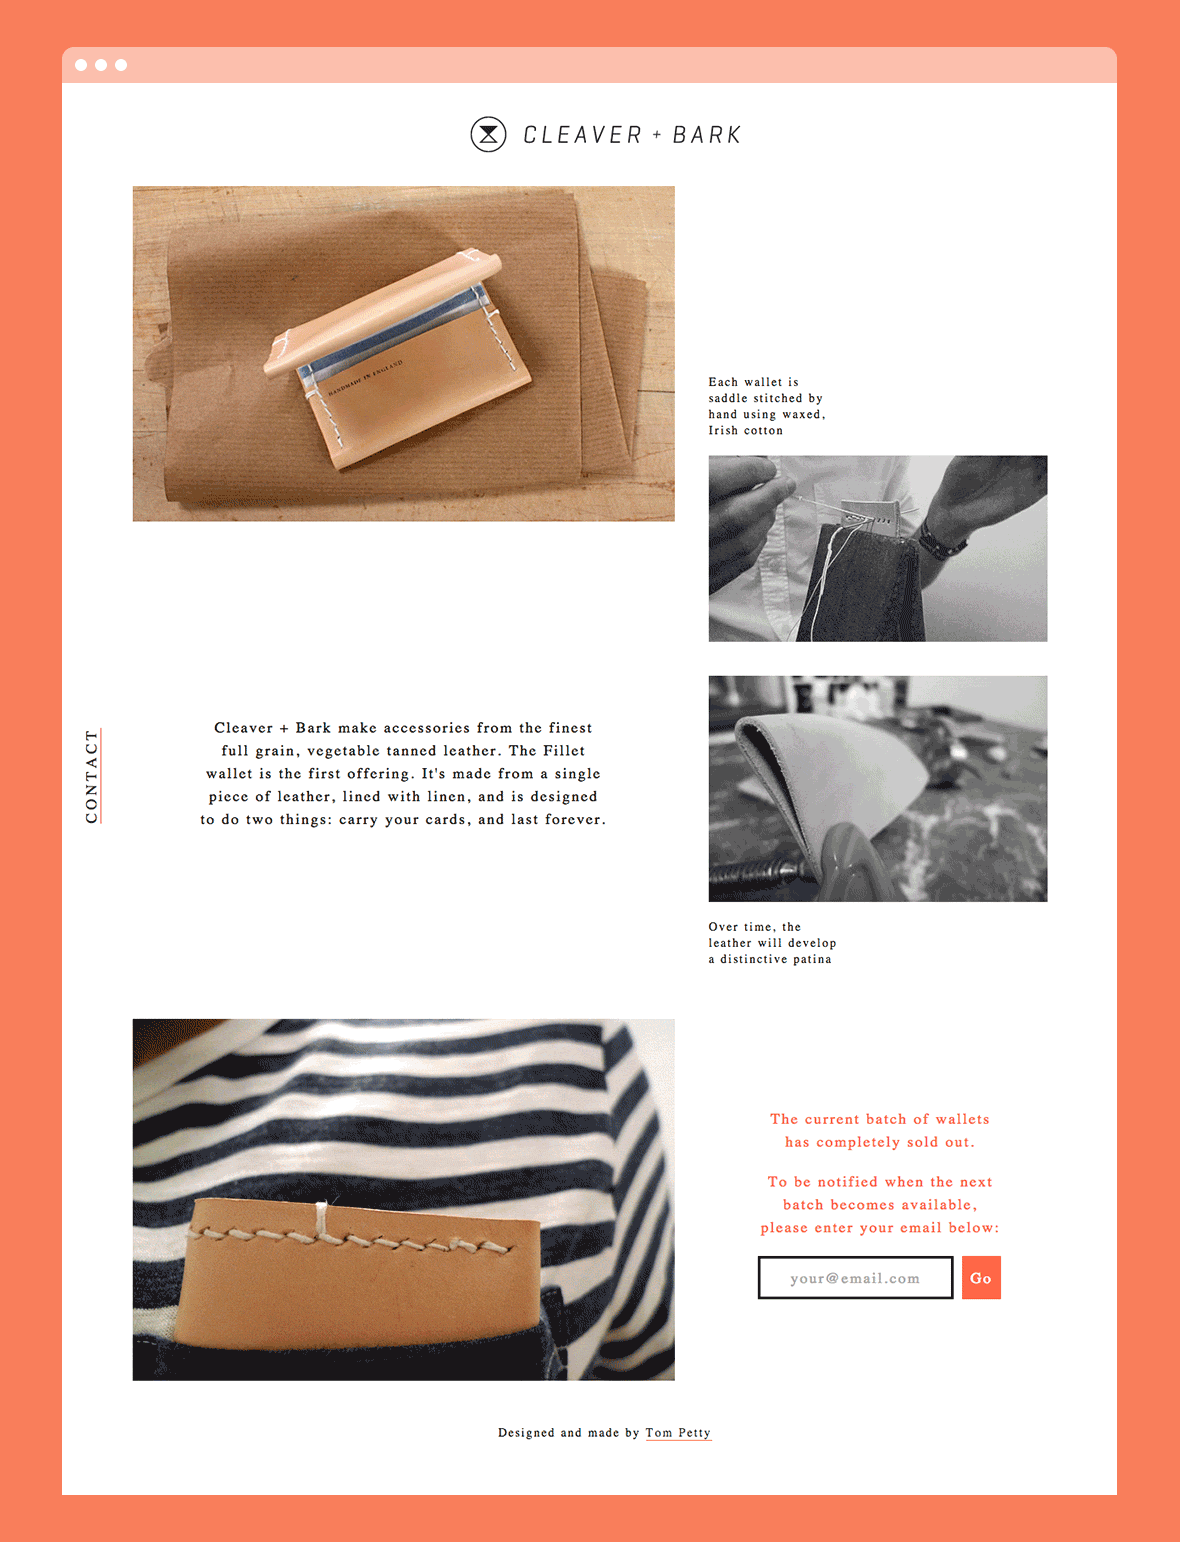 CLEAVER + BARK
HANDMADE IN ENGLAND
Each wallet is
saddle stitched by
hand using waxed,
Irish cotton
CONTACT
Cleaver + Bark make accessories from the finest
full grain, vegetable tanned leather. The Fillet
wallet is the first offering. It's made from a single
piece of leather, lined with linen, and is designed
to do two things: carry your cards, and last forever.
Over time, the
leather will develop
a distinctive patina
The current batch of wallets
has completely sold out.
To be notified when the next
batch becomes available,
please enter your email below:
your@email.com
Go
Designed and made by Tom Petty